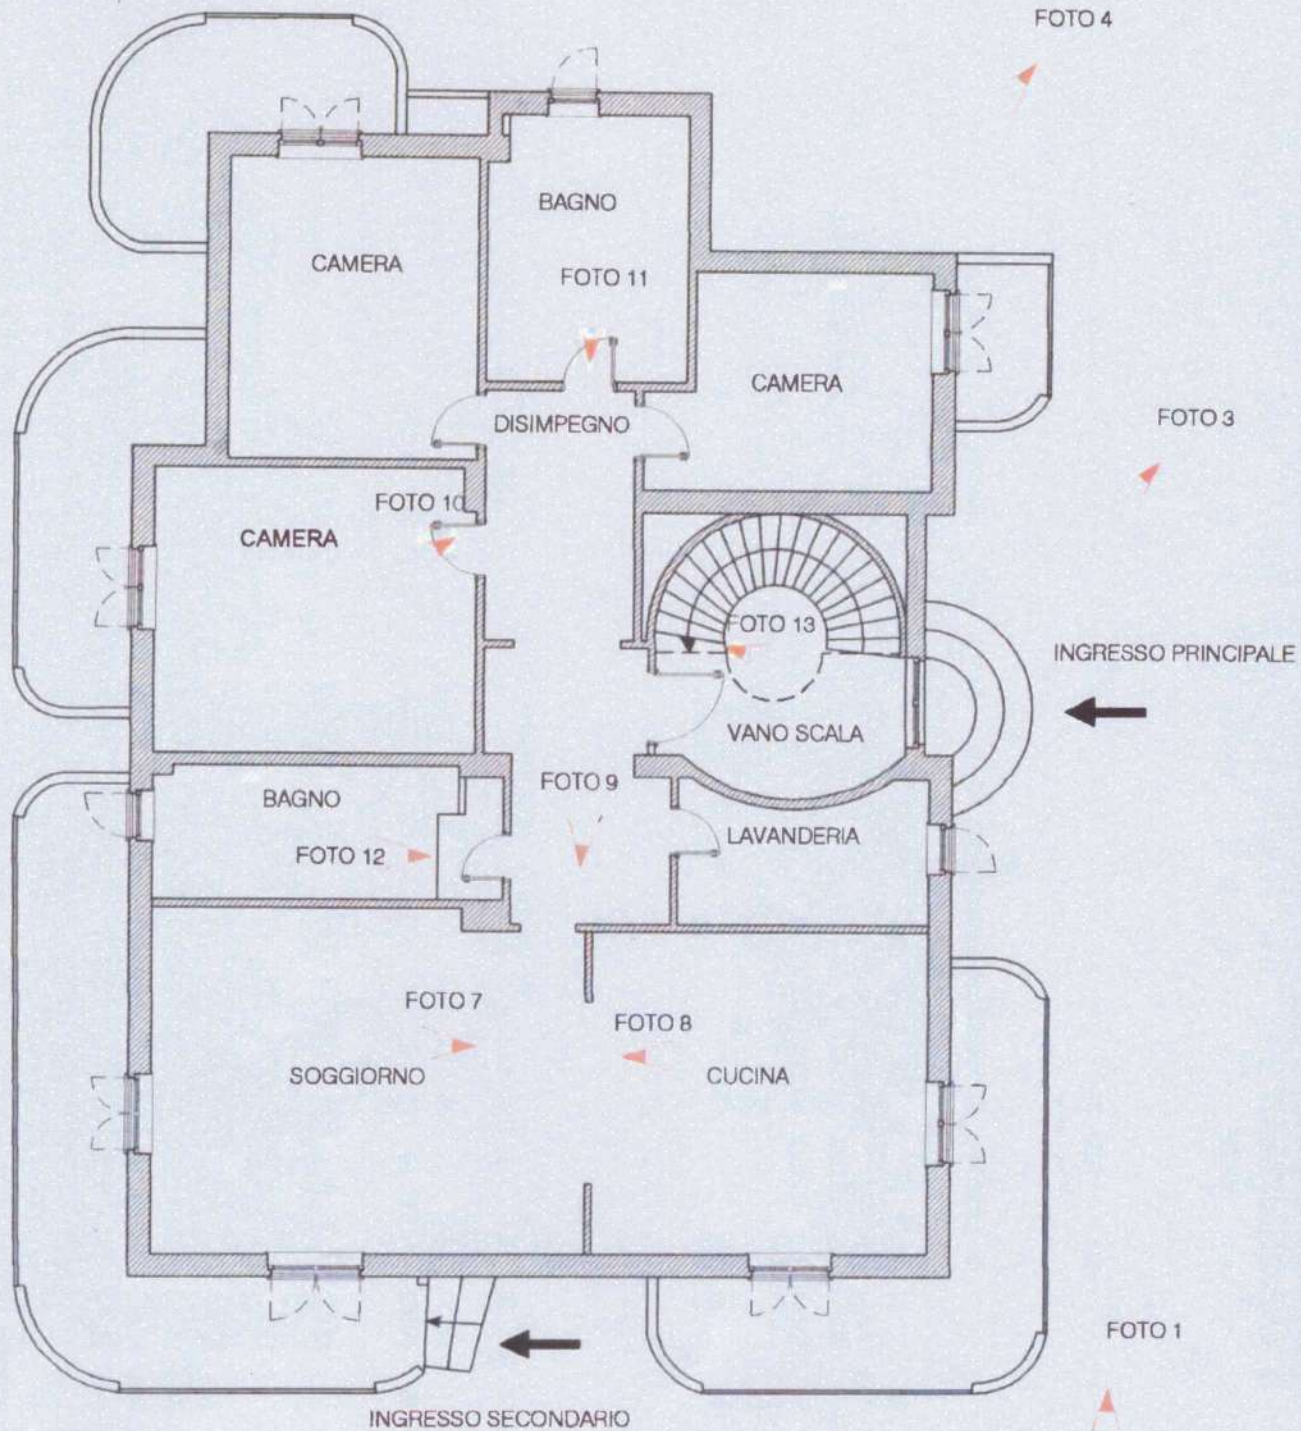 FOTO 4
BAGNO
CAMERA
FOTO 11
CAMERA
DISIMPEGNO
FOTO 3
FOTO 10
CAMERA
FOTO 13
INGRESSO PRINCIPALE
VANO SCALA
FOTO 9
BAGNO
LAVANDERIA
FOTO 12
FOTO 7
FOTO 8
SOGGIORNO
CUCINA
FOTO 1
INGRESSO SECONDARIO